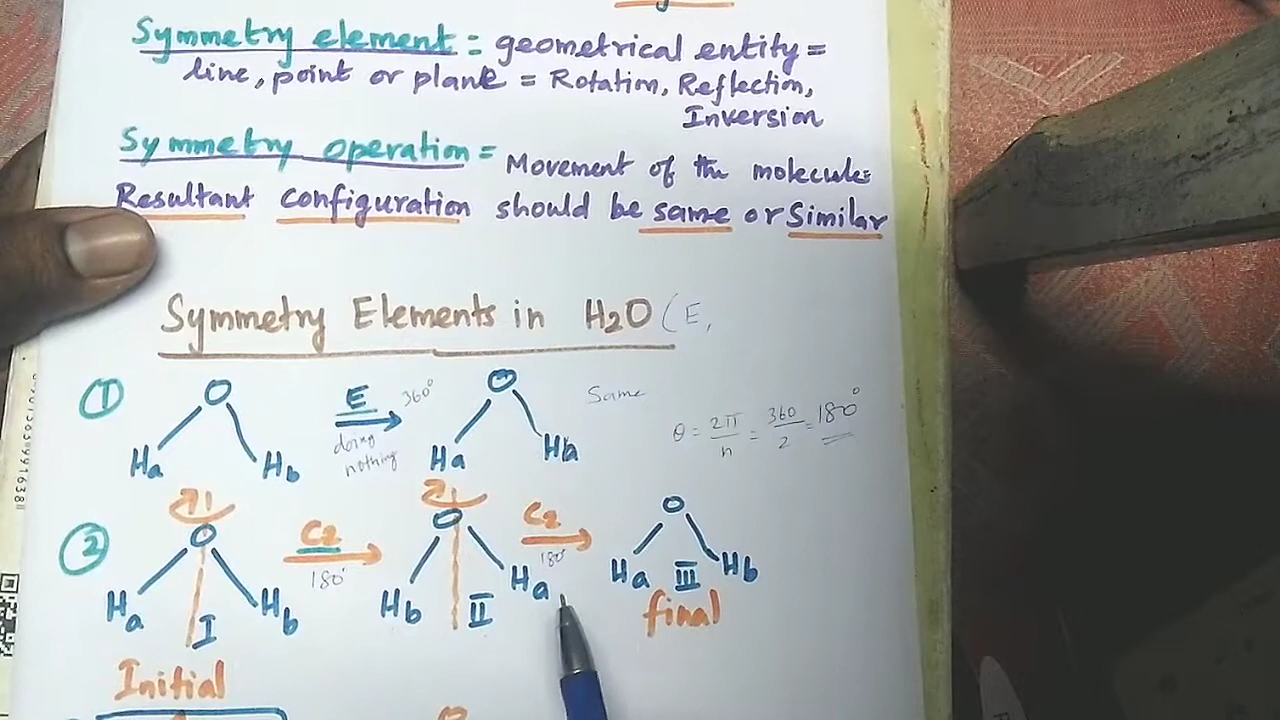 Symmetry element = geometrical entity =
line, point or plane = Rotation, Reflection,
Inversion
Symmetry operation = Movement of the molecule
Resultant configuration should be same or Similar
Symmetry Elements in H2O (E,
1 O E 360° O Same
doing nothing
Ha Hb Ha Hb
θ = 2π/n = 360/2 = 180°
2 O C2 180° O C2 180° O
Ha I Hb Hb II Ha Ha III Hb
Initial final